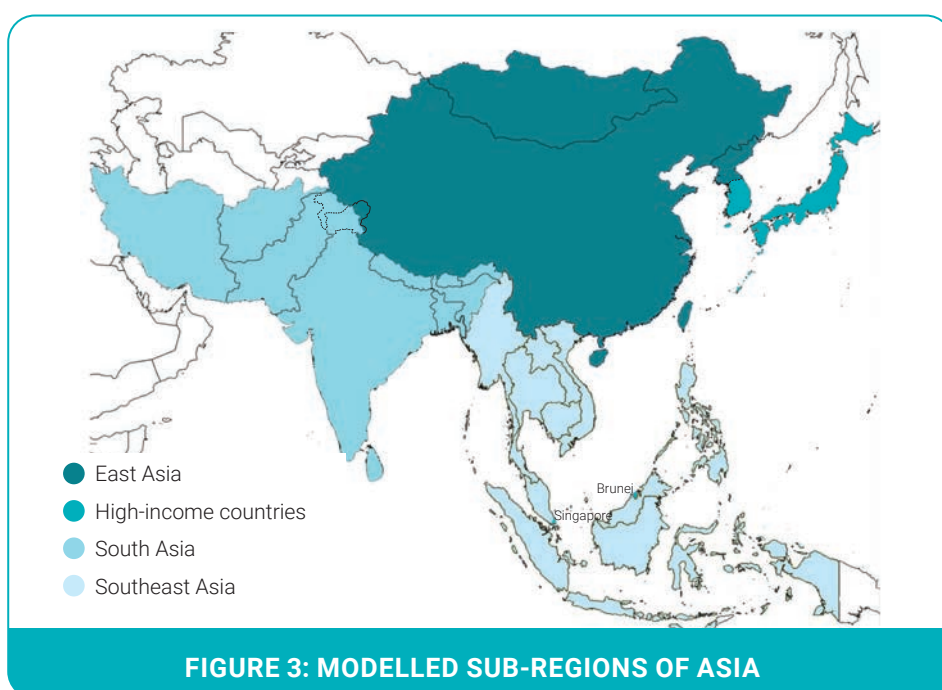 Brunei
Singapore
East Asia
High-income countries
South Asia
Southeast Asia
FIGURE 3: MODELLED SUB-REGIONS OF ASIA